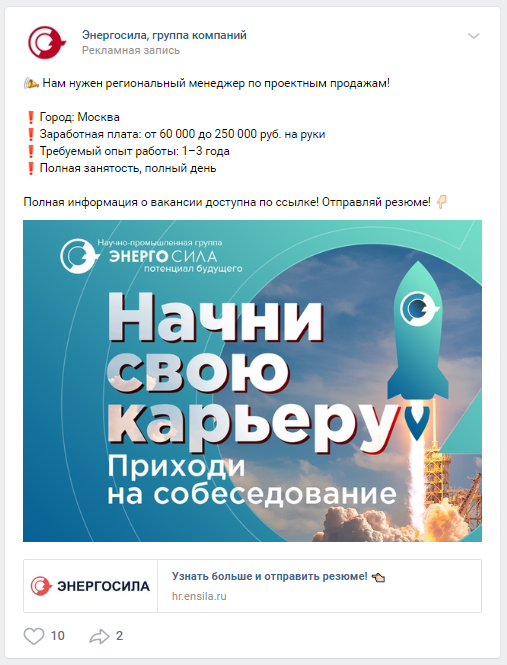 Энергосила, группа компаний
Рекламная запись
Нам нужен региональный менеджер по проектным продажам!
❗ Город: Москва
❗ Заработная плата: от 60 000 до 250 000 руб. на руки
❗ Требуемый опыт работы: 1–3 года
❗ Полная занятость, полный день
Полная информация о вакансии доступна по ссылке! Отправляй резюме! 👇🏻
Научно-промышленная группа
ЭНЕРГОСИЛА
потенциал будущего
Начни
свою
карьеру
Приходи
на собеседование
ЭНЕРГОСИЛА
Узнать больше и отправить резюме! 👈🏻
hr.ensila.ru
10
2